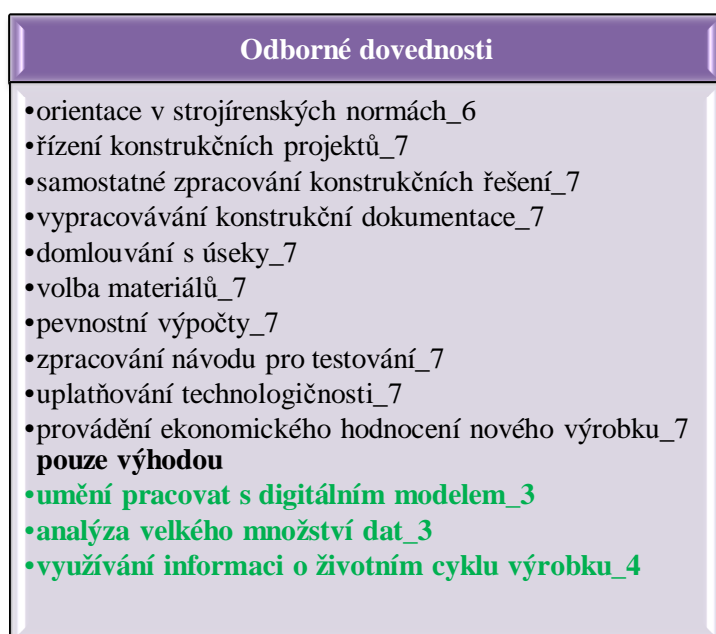 Odborné dovednosti
•orientace v strojírenských normách_6
•řízení konstrukčních projektů_7
•samostatné zpracování konstrukčních řešení_7
•vypracovávání konstrukční dokumentace_7
•domlouvání s úseky_7
•volba materiálů_7
•pevnostní výpočty_7
•zpracování návodu pro testování_7
•uplatňování technologičnosti_7
•provádění ekonomického hodnocení nového výrobku_7
pouze výhodou
•umění pracovat s digitálním modelem_3
•analýza velkého množství dat_3
•využívání informaci o životním cyklu výrobku_4